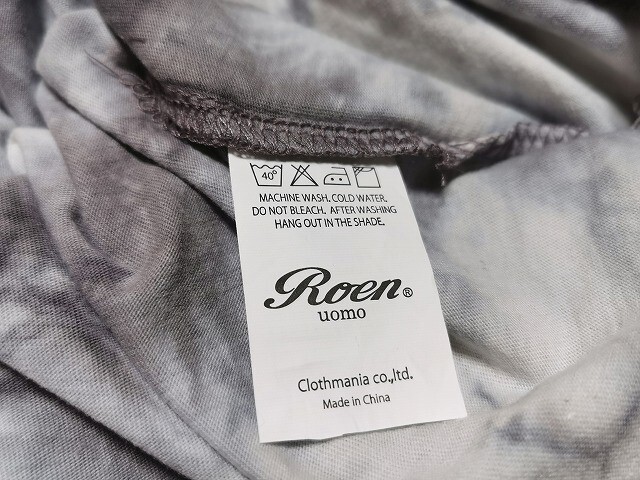 40°
MACHINE WASH. COLD WATER.
DO NOT BLEACH. AFTER WASHING
HANG OUT IN THE SHADE.
Roen®
uomo
Clothmania co.,ltd.
Made in China